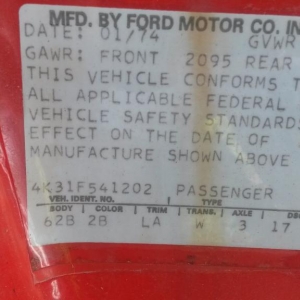 MFD. BY FORD MOTOR CO. IN
DATE: 01/74 GVWR
GAWR: FRONT 2095 REAR
THIS VEHICLE CONFORMS T
ALL APPLICABLE FEDERAL
VEHICLE SAFETY STANDARDS
EFFECT ON THE DATE OF
MANUFACTURE SHOWN ABOVE
4K31F541202 PASSENGER
VEH. IDENT. NO. TYPE
BODY COLOR TRIM TRANS. AXLE DS
62B 2B LA W 3 17